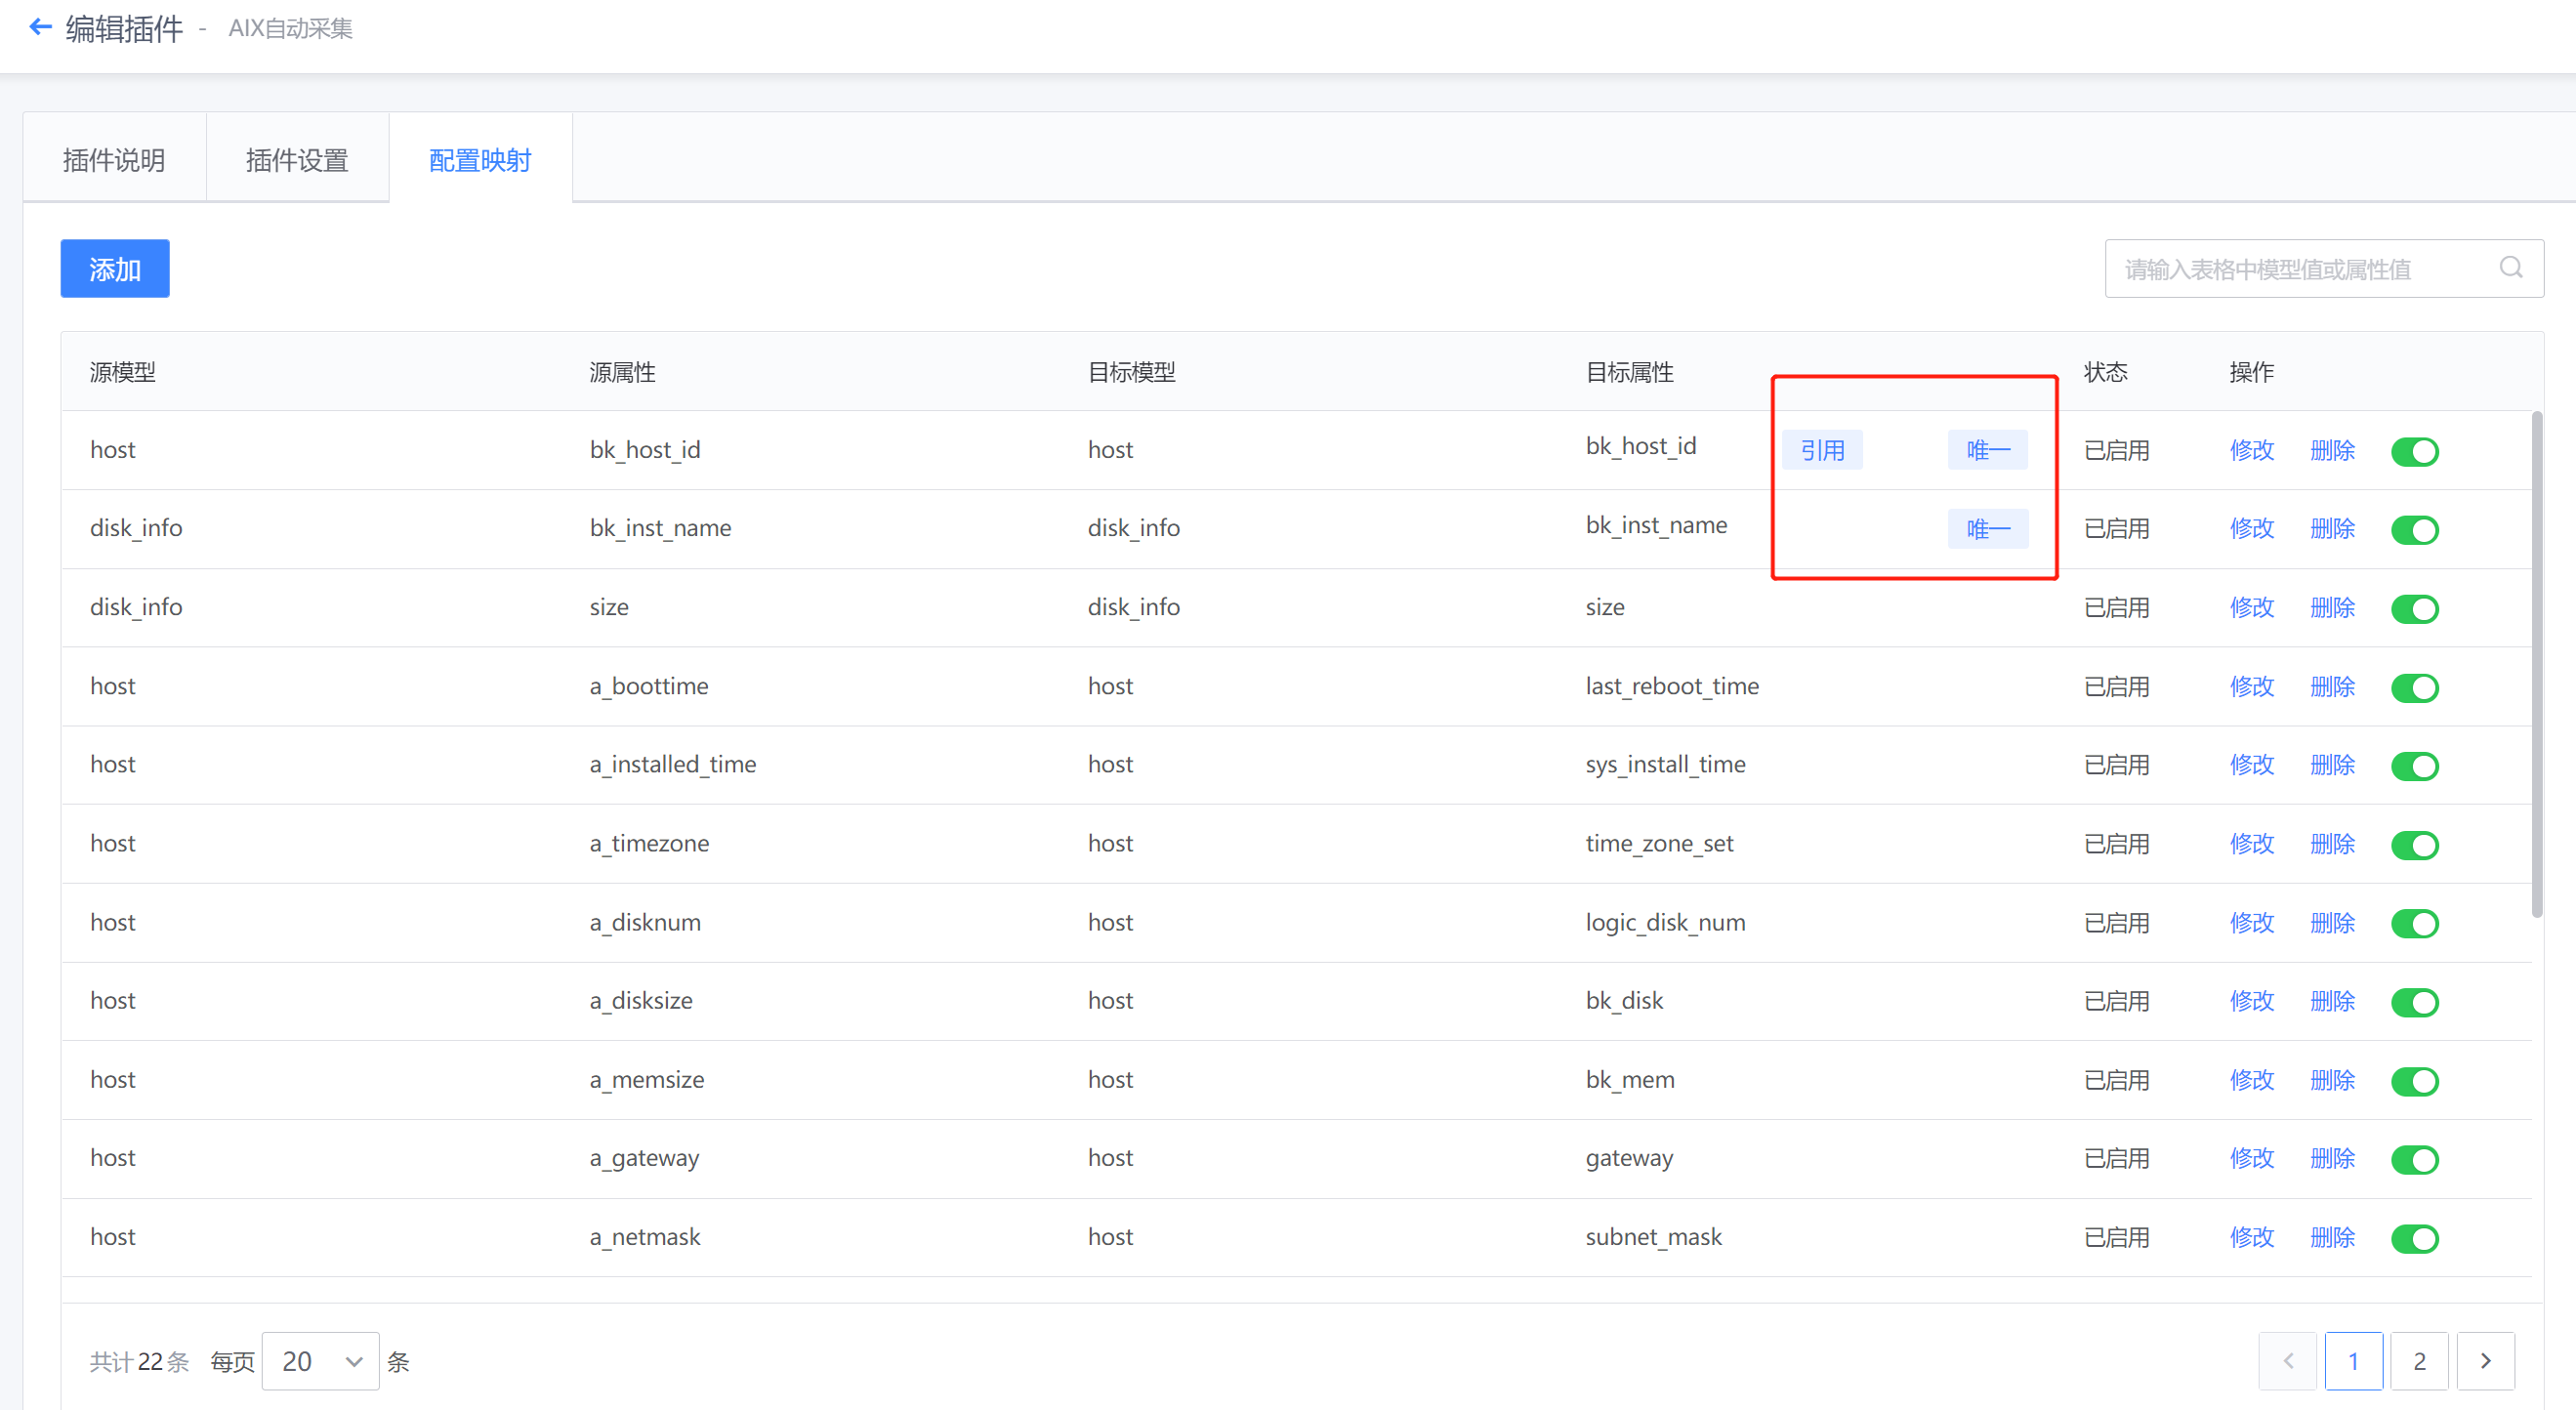 编辑插件 - AIX自动采集
插件说明 插件设置 配置映射
添加 请输入表格中模型值或属性值
源模型 源属性 目标模型 目标属性 状态 操作
host bk_host_id host bk_host_id 引用 唯一 已启用 修改 删除
disk_info bk_inst_name disk_info bk_inst_name 唯一 已启用 修改 删除
disk_info size disk_info size 已启用 修改 删除
host a_boottime host last_reboot_time 已启用 修改 删除
host a_installed_time host sys_install_time 已启用 修改 删除
host a_timezone host time_zone_set 已启用 修改 删除
host a_disknum host logic_disk_num 已启用 修改 删除
host a_disksize host bk_disk 已启用 修改 删除
host a_memsize host bk_mem 已启用 修改 删除
host a_gateway host gateway 已启用 修改 删除
host a_netmask host subnet_mask 已启用 修改 删除
共计22条 每页 20 条 1 2